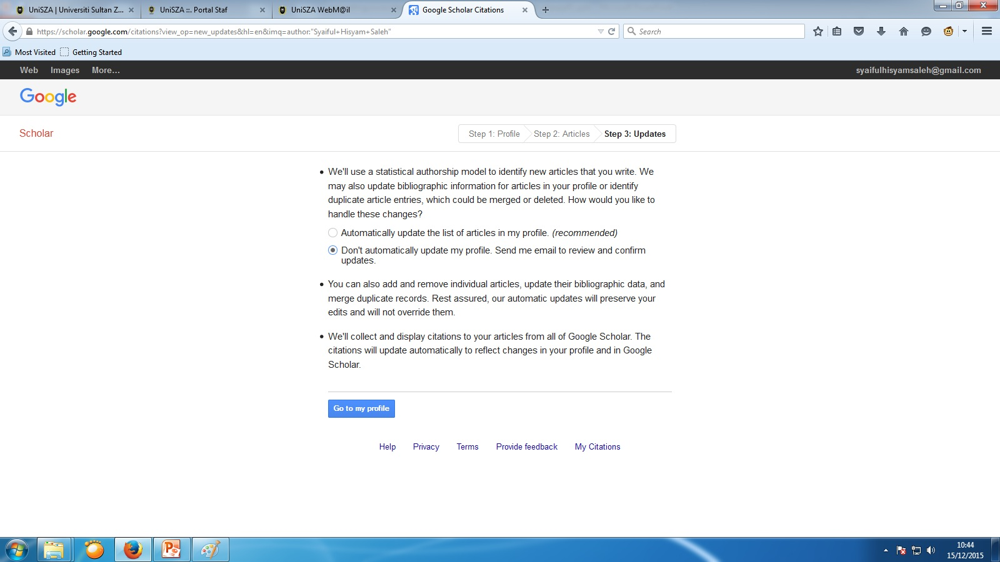 UniSZA | Universiti Sultan Z...
UniSZA ::. Portal Staf
UniSZA WebM@il
Google Scholar Citations
https://scholar.google.com/citations?view_op=new_updates&hl=en&imq=author:"Syaiful+Hisyam+Saleh"
Search
Most Visited
Getting Started
Web Images More...
syaifulhisyamsaleh@gmail.com
Google
Scholar
Step 1: Profile
Step 2: Articles
Step 3: Updates
• We'll use a statistical authorship model to identify new articles that you write. We
may also update bibliographic information for articles in your profile or identify
duplicate article entries, which could be merged or deleted. How would you like to
handle these changes?
Automatically update the list of articles in my profile. (recommended)
Don't automatically update my profile. Send me email to review and confirm
updates.
• You can also add and remove individual articles, update their bibliographic data, and
merge duplicate records. Rest assured, our automatic updates will preserve your
edits and will not override them.
• We'll collect and display citations to your articles from all of Google Scholar. The
citations will update automatically to reflect changes in your profile and in Google
Scholar.
Go to my profile
Help Privacy Terms Provide feedback My Citations
10:44
15/12/2015